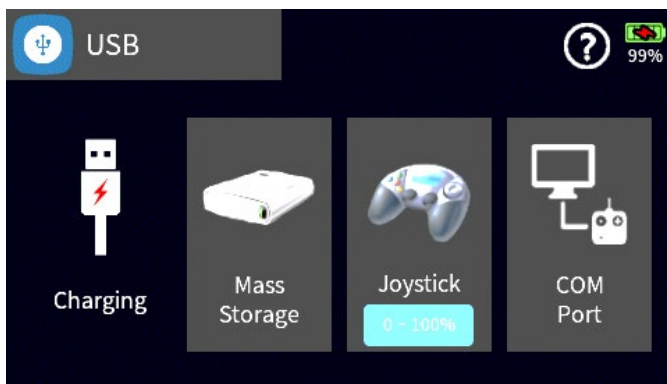 USB
?
99%
Charging
Mass
Storage
Joystick
0 ~ 100%
COM
Port